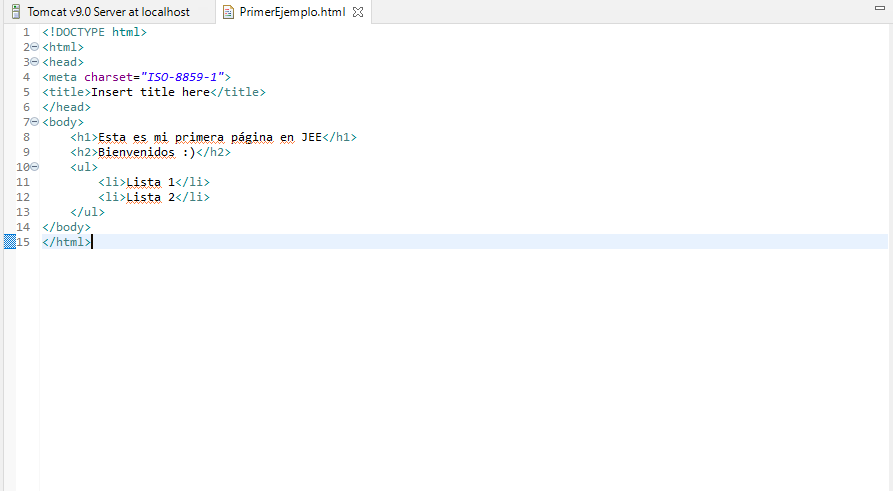 Tomcat v9.0 Server at localhost
PrimerEjemplo.html
1 <!DOCTYPE html>
2 <html>
3 <head>
4 <meta charset="ISO-8859-1">
5 <title>Insert title here</title>
6 </head>
7 <body>
8 <h1>Esta es mi primera página en JEE</h1>
9 <h2>Bienvenidos :)</h2>
10 <ul>
11 <li>Lista 1</li>
12 <li>Lista 2</li>
13 </ul>
14 </body>
15 </html>